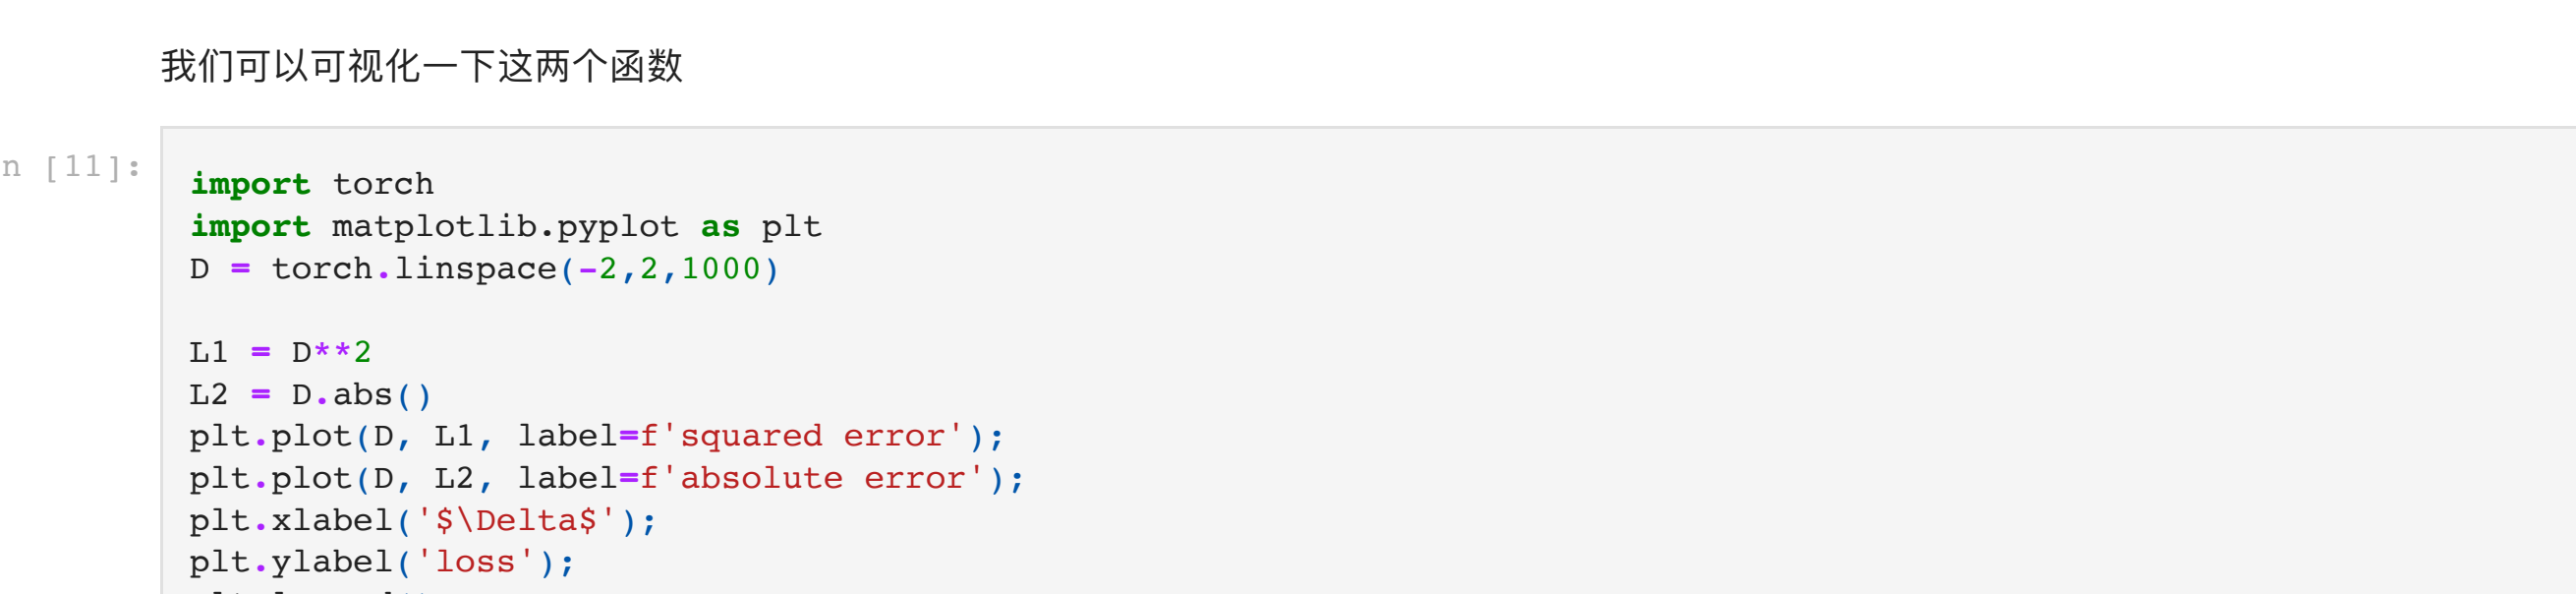 我们可以可视化一下这两个函数
n [11]:
import torch
import matplotlib.pyplot as plt
D = torch.linspace(-2,2,1000)
L1 = D**2
L2 = D.abs()
plt.plot(D, L1, label=f'squared error');
plt.plot(D, L2, label=f'absolute error');
plt.xlabel('$\Delta$');
plt.ylabel('loss');